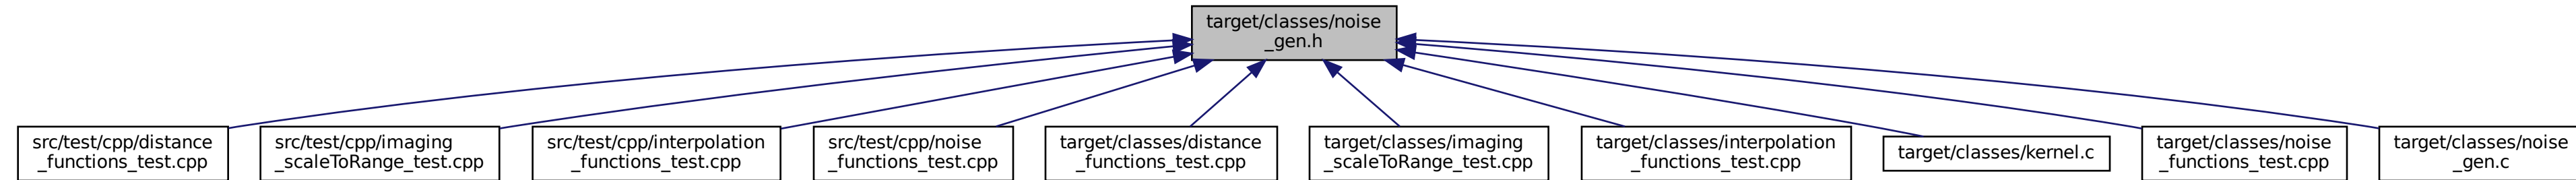 target/classes/noise
_gen.h
src/test/cpp/distance
_functions_test.cpp
src/test/cpp/imaging
_scaleToRange_test.cpp
src/test/cpp/interpolation
_functions_test.cpp
src/test/cpp/noise
_functions_test.cpp
target/classes/distance
_functions_test.cpp
target/classes/imaging
_scaleToRange_test.cpp
target/classes/interpolation
_functions_test.cpp
target/classes/kernel.c
target/classes/noise
_functions_test.cpp
target/classes/noise
_gen.c